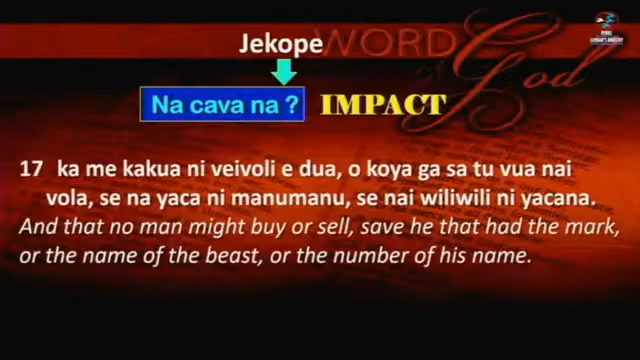 Jekope
WORD
of
God
Na cava na ? IMPACT
17 ka me kakua ni veivoli e dua, o koya ga sa tu vua nai
vola, se na yaca ni manumanu, se nai wiliwili ni yacana.
And that no man might buy or sell, save he that had the mark,
or the name of the beast, or the number of his name.